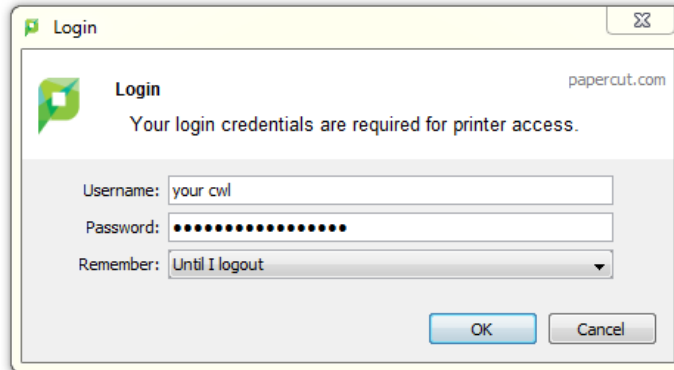 Login
papercut.com
Login
Your login credentials are required for printer access.
Username: your cwl
Password: •••••••••••••••••
Remember: Until I logout
OK Cancel